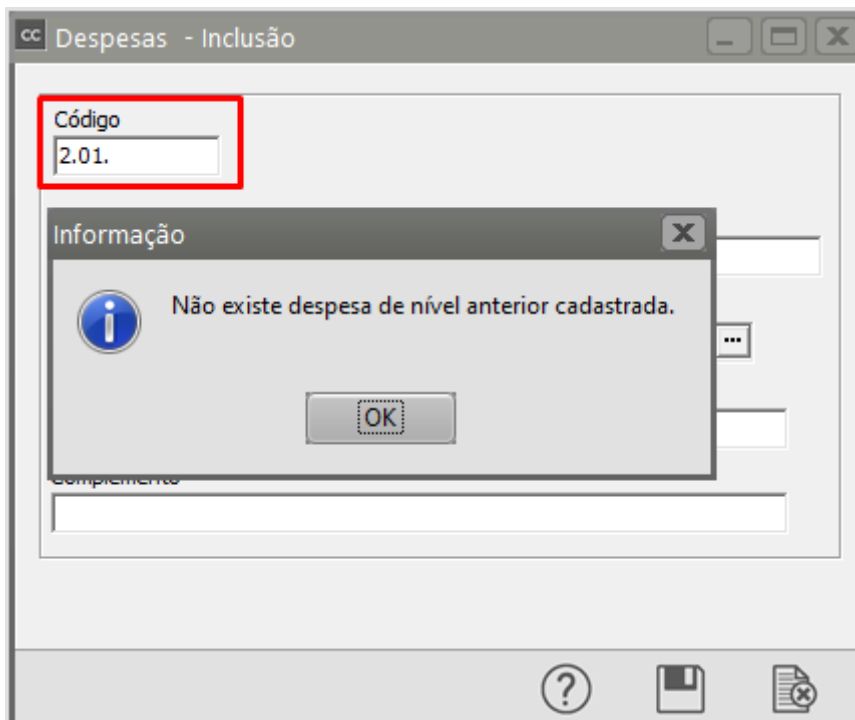 cc Despesas - Inclusão
Código
2.01.
Informação
Não existe despesa de nível anterior cadastrada.
...
OK
Complemento
?